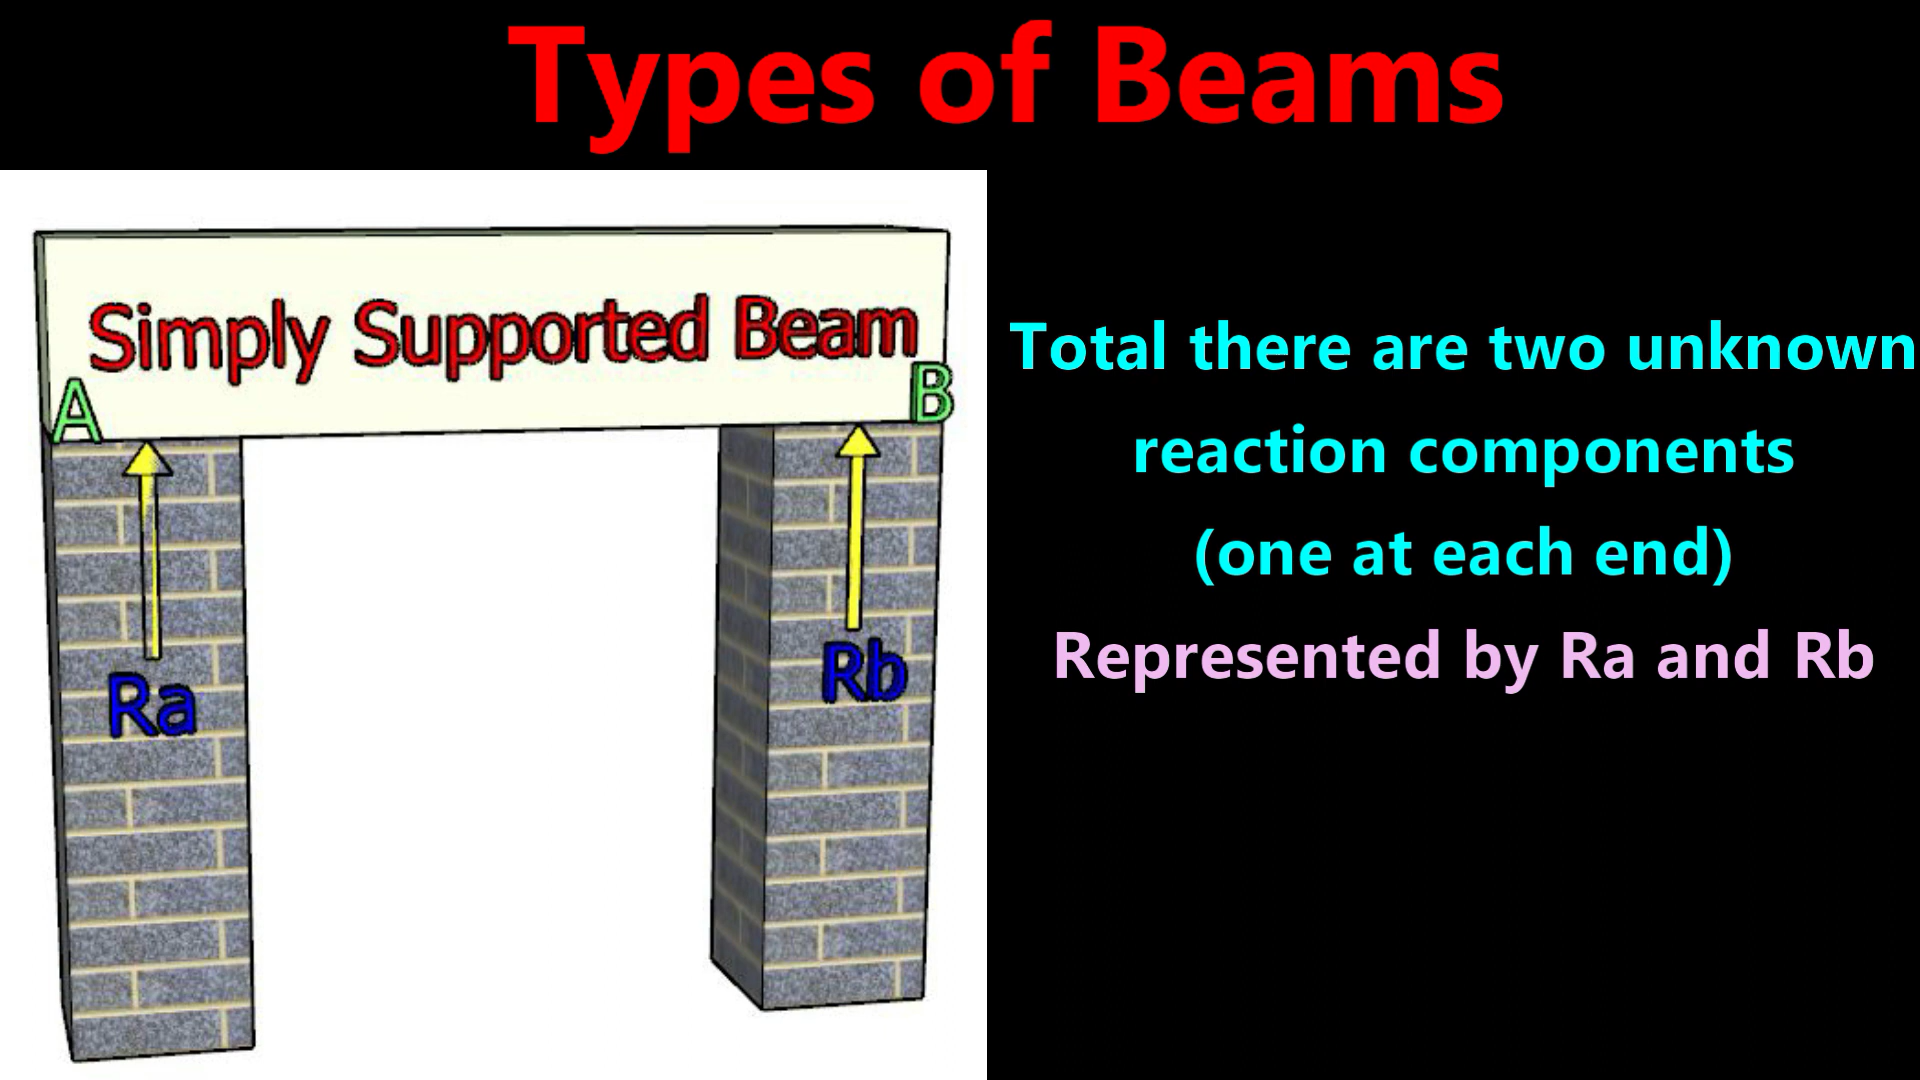 Types of Beams
Simply Supported Beam
A
B
Ra
Rb
Total there are two unknown
reaction components
(one at each end)
Represented by Ra and Rb